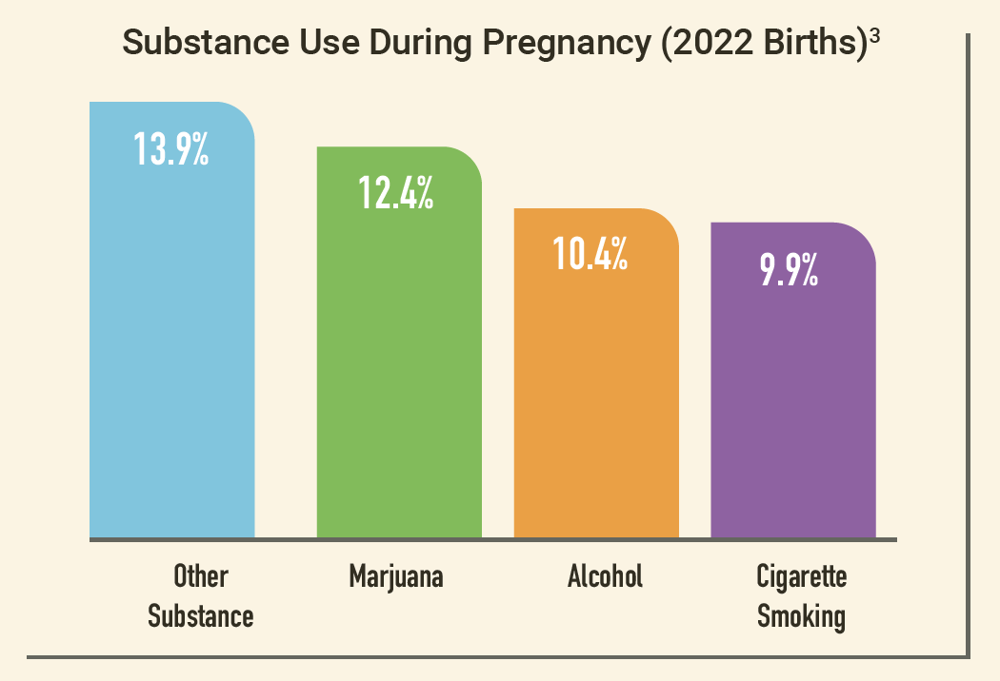 Substance Use During Pregnancy (2022 Births)³
13.9%
12.4%
10.4%
9.9%
Other
Substance
Marjuana
Alcohol
Cigarette
Smoking